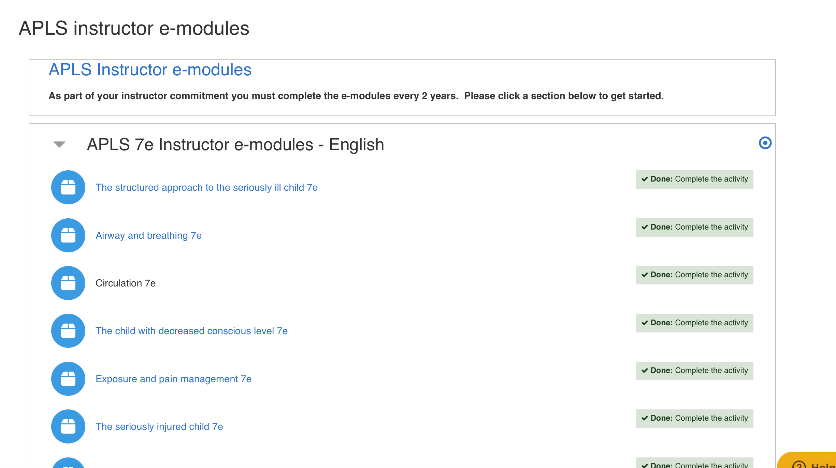 APLS instructor e-modules
APLS Instructor e-modules
As part of your instructor commitment you must complete the e-modules every 2 years. Please click a section below to get started.
APLS 7e Instructor e-modules - English
The structured approach to the seriously ill child 7e
✔ Done: Complete the activity
Airway and breathing 7e
✔ Done: Complete the activity
Circulation 7e
✔ Done: Complete the activity
The child with decreased conscious level 7e
✔ Done: Complete the activity
Exposure and pain management 7e
✔ Done: Complete the activity
The seriously injured child 7e
✔ Done: Complete the activity
✔ Done: Complete the activity
Help